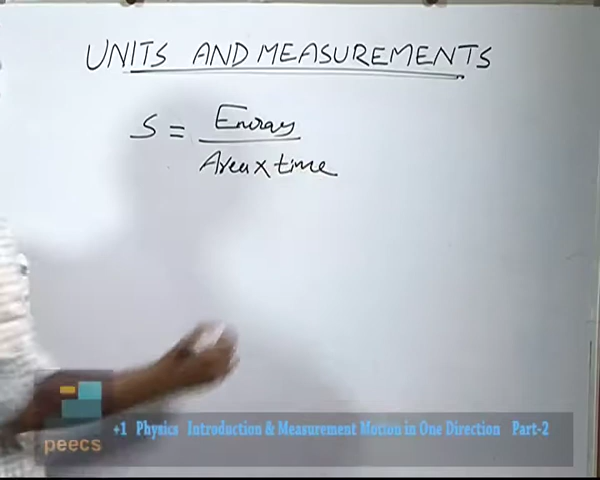 UNITS AND MEASUREMENTS
S = Energy
Area x time
+1 Physics Introduction & Measurement Motion in One Direction Part-2
peecs